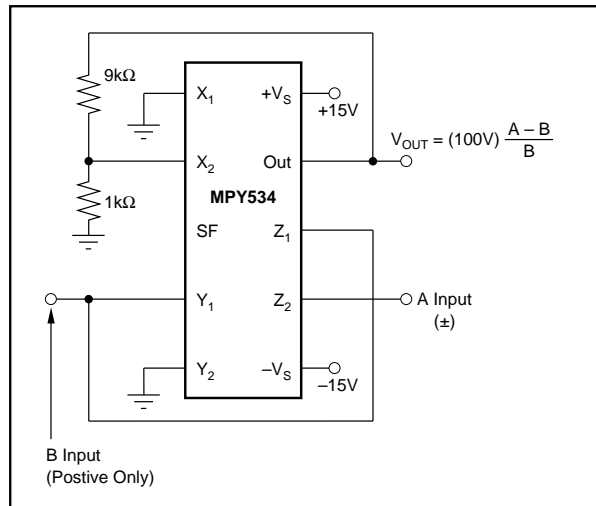 9kΩ
1kΩ
X1
+VS
+15V
VOUT = (100V) A – B
B
X2
Out
MPY534
SF
Z1
Y1
Z2
A Input
(±)
Y2
–VS
–15V
B Input
(Postive Only)